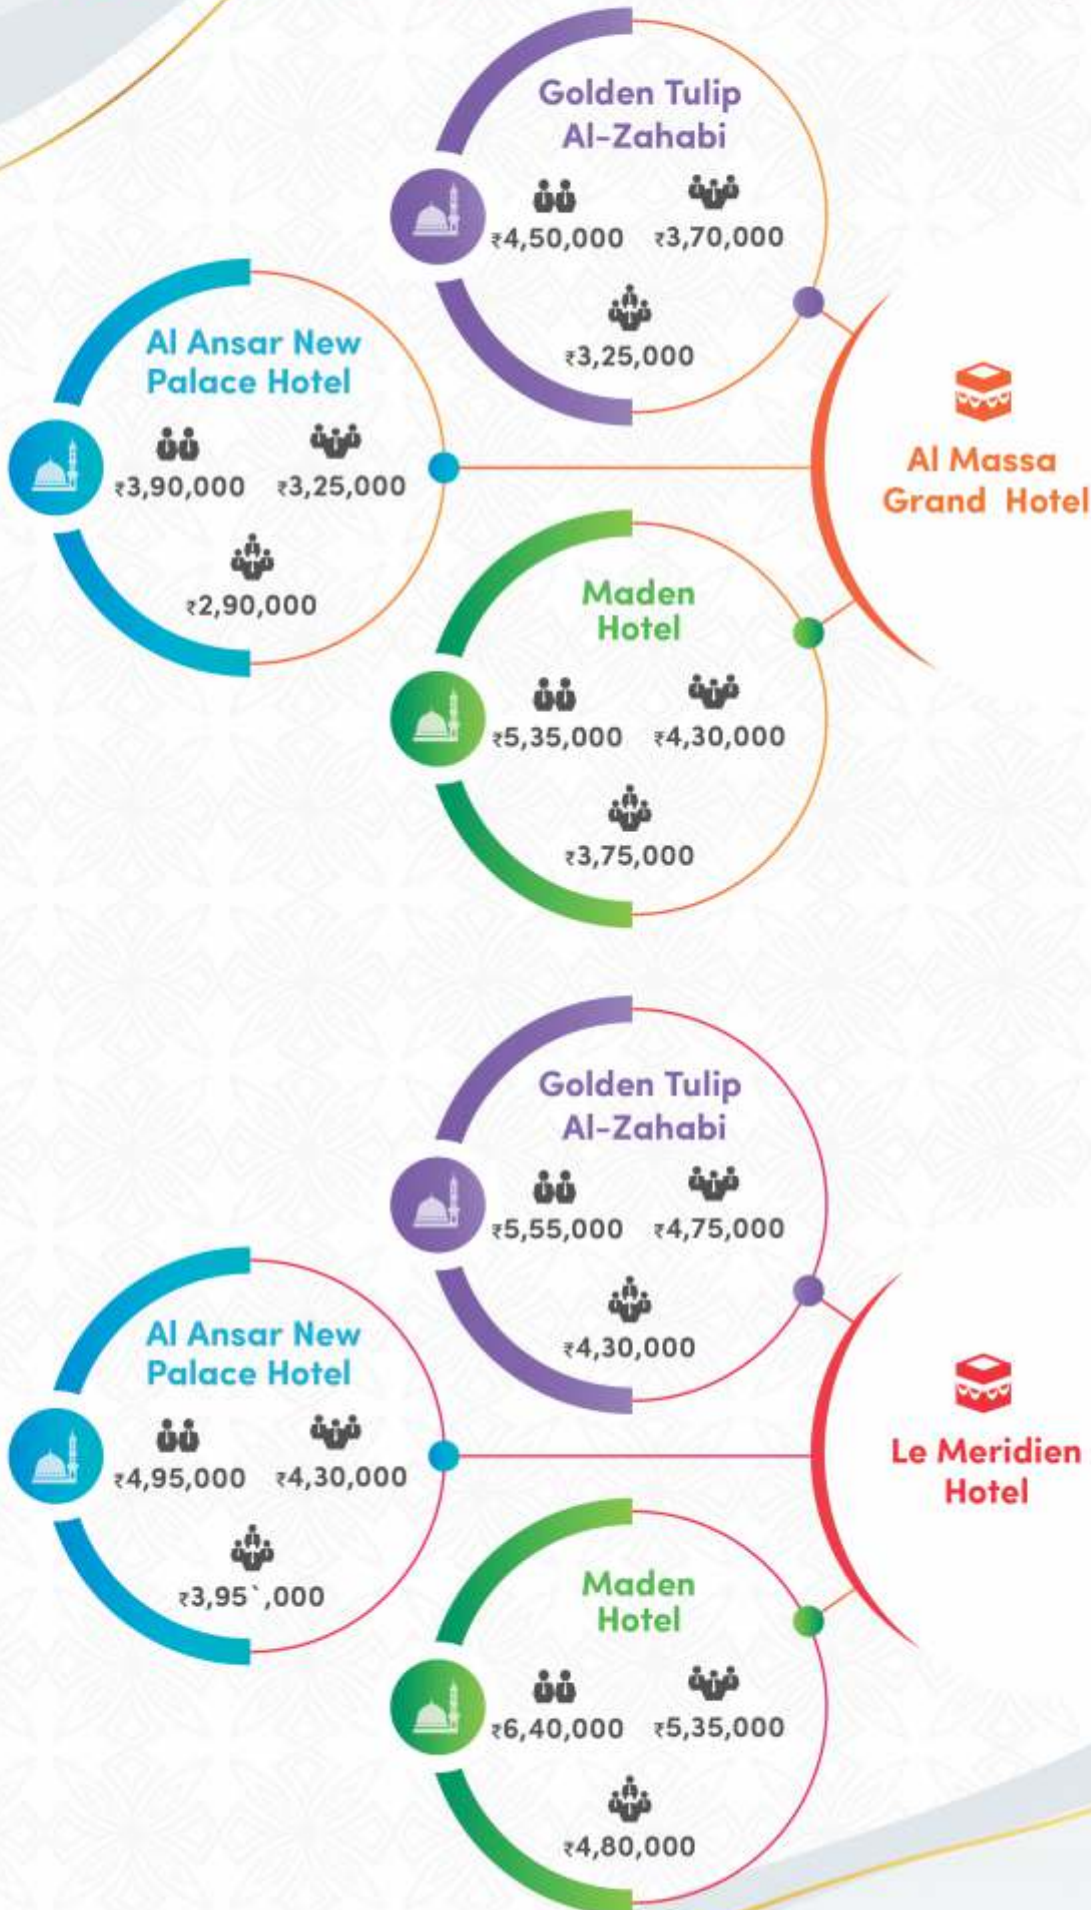 Golden Tulip
Al-Zahabi
₹4,50,000 ₹3,70,000
₹3,25,000
Al Ansar New
Palace Hotel
₹3,90,000 ₹3,25,000
₹2,90,000
Al Massa
Grand Hotel
Maden
Hotel
₹5,35,000 ₹4,30,000
₹3,75,000
Golden Tulip
Al-Zahabi
₹5,55,000 ₹4,75,000
₹4,30,000
Al Ansar New
Palace Hotel
₹4,95,000 ₹4,30,000
₹3,95`,000
Le Meridien
Hotel
Maden
Hotel
₹6,40,000 ₹5,35,000
₹4,80,000